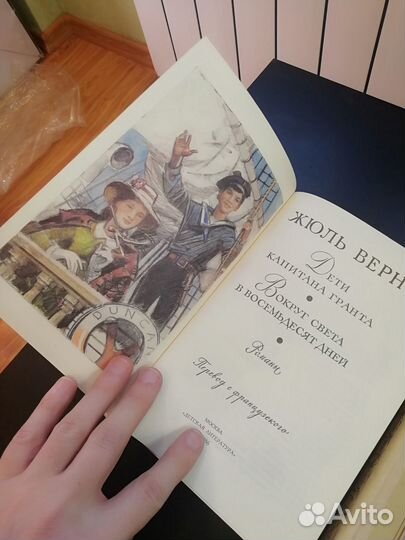 DUNCAN
ЖЮЛЬ ВЕРН
Дети
капитана Гранта
Вокруг света
в восемьдесят дней
Романы
Перевод с французского
МОСКВА
«ДЕТСКАЯ ЛИТЕРАТУРА»
Avito